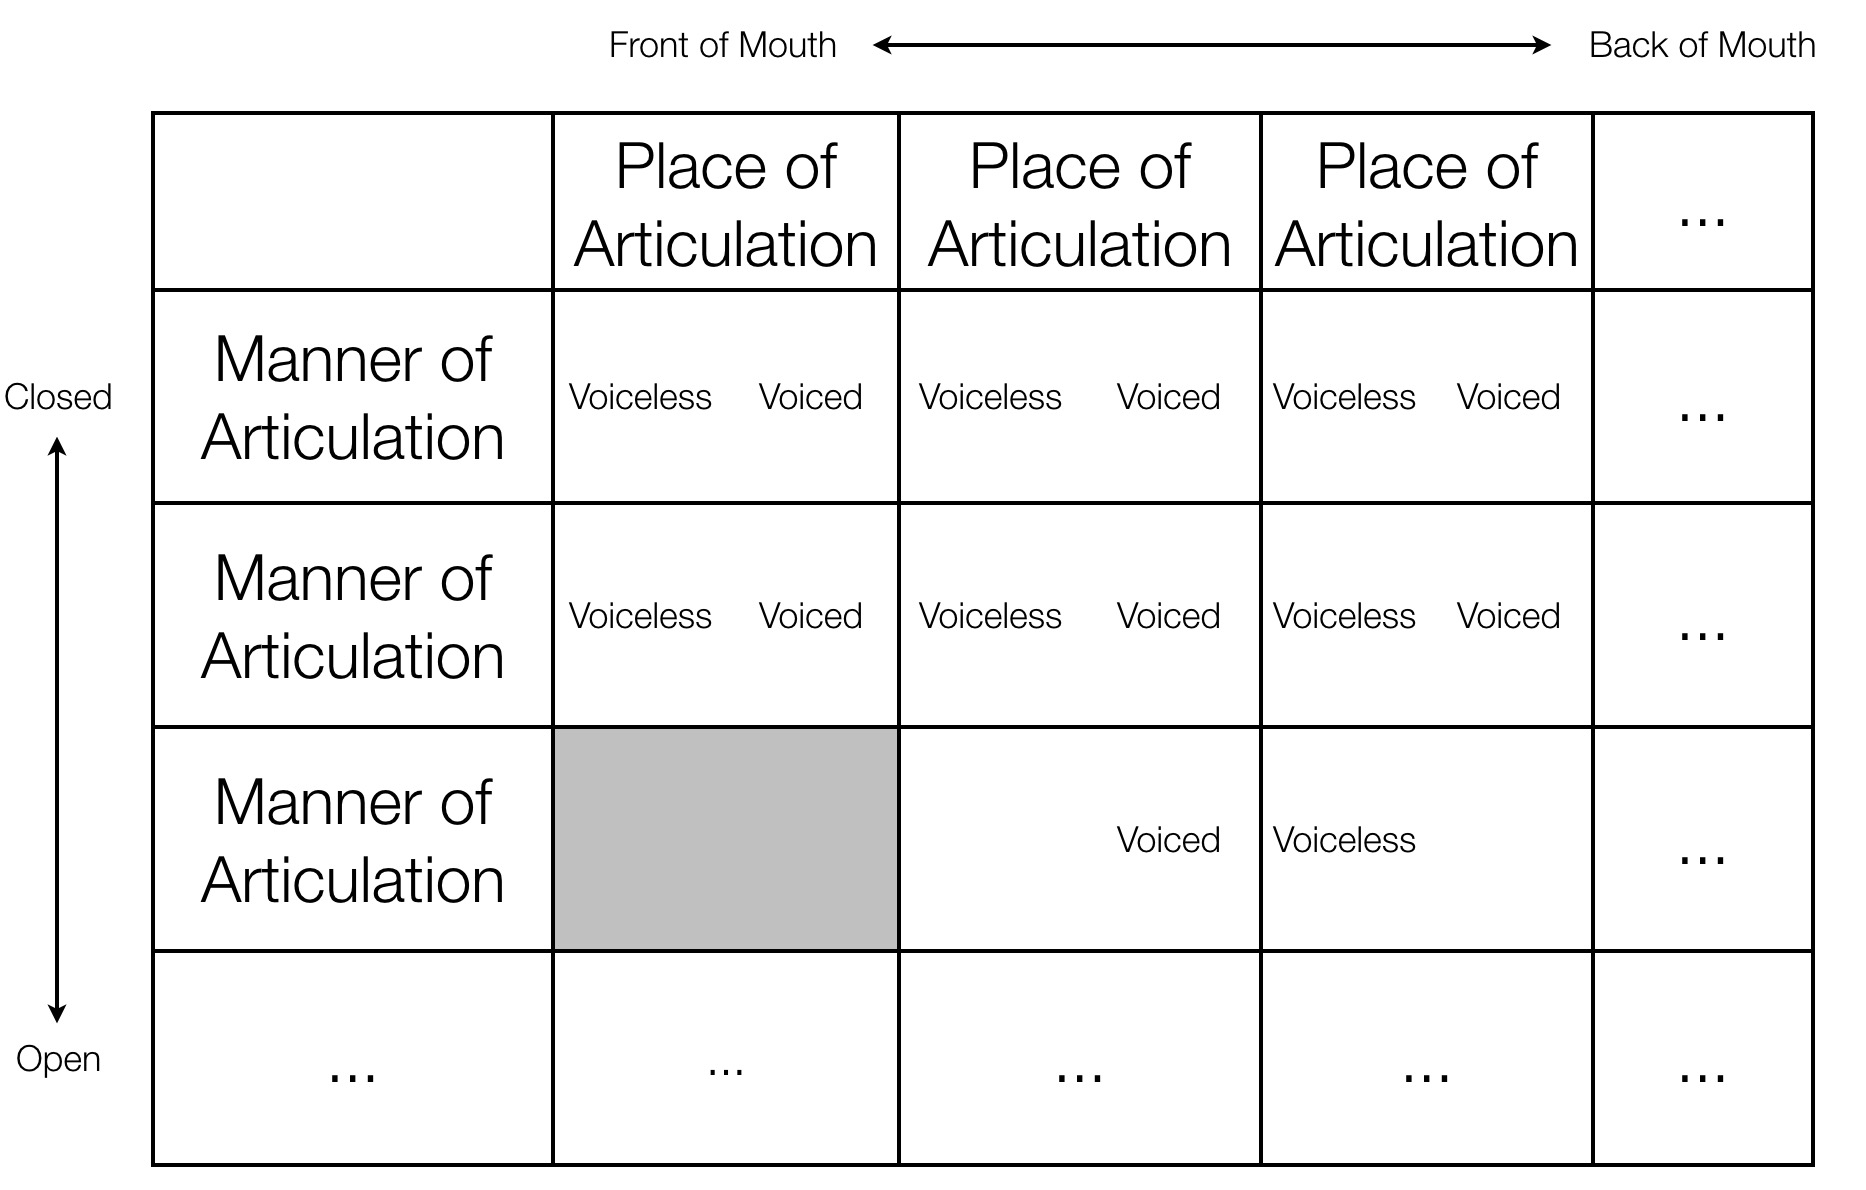 Front of Mouth Back of Mouth
Place of Place of Place of
Articulation Articulation Articulation ...
Manner of
Articulation
Closed Voiceless Voiced Voiceless Voiced Voiceless Voiced ...
Manner of
Articulation
Voiceless Voiced Voiceless Voiced Voiceless Voiced ...
Manner of
Articulation
Voiced Voiceless ...
Open ... ... ... ... ...